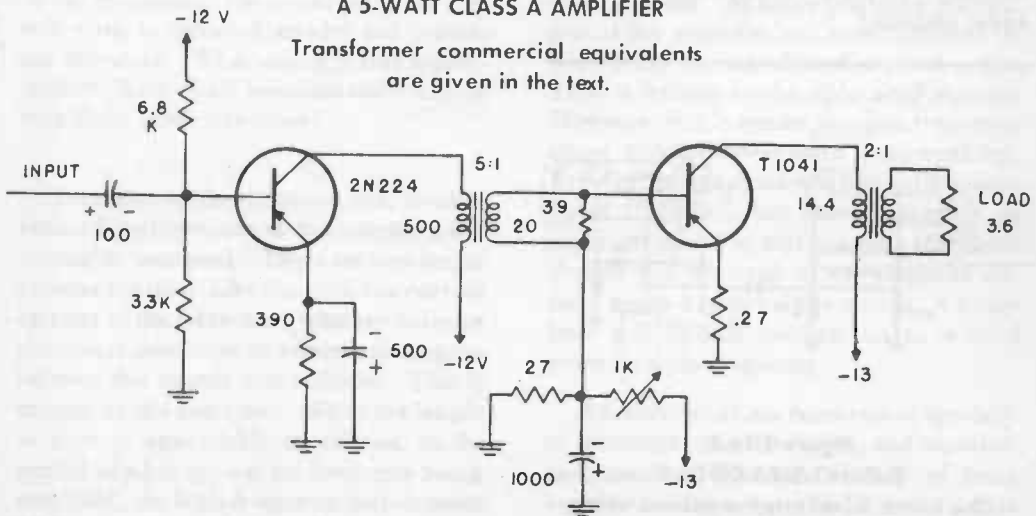 A 5-WATT CLASS A AMPLIFIER
Transformer commercial equivalents
are given in the text.
-12 V
6.8
K
INPUT
+ -
100
3.3K
2N224
390
500
+
5:1
500
20
-12V
39
27
1K
1000
-
+
-13
T1041
.27
2:1
14.4
LOAD
3.6
-13